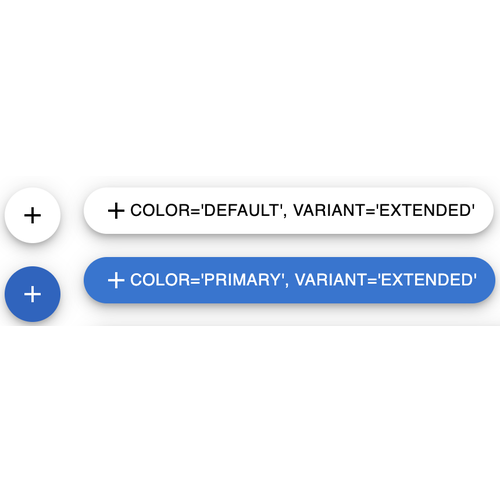 + COLOR='DEFAULT', VARIANT='EXTENDED'
+ COLOR='PRIMARY', VARIANT='EXTENDED'